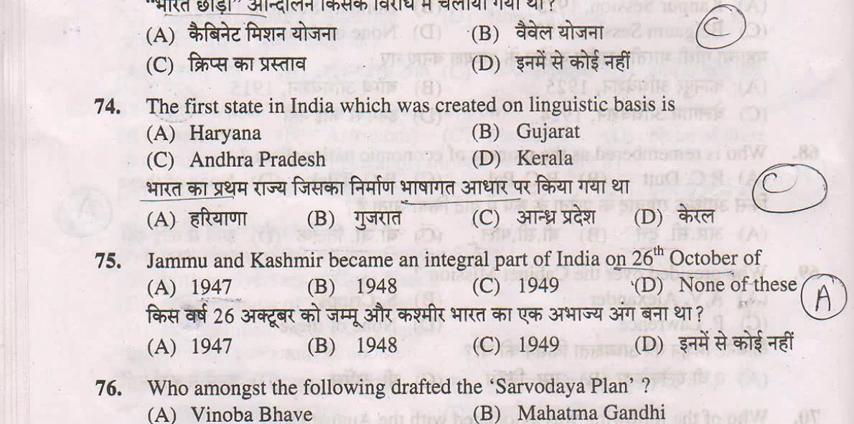 "भारत छोड़ो" आन्दोलन किसके विरोध में चलाया गया था?
(A) कैबिनेट मिशन योजना (B) वैवेल योजना
(C) क्रिप्स का प्रस्ताव (D) इनमें से कोई नहीं
C
74. The first state in India which was created on linguistic basis is
(A) Haryana (B) Gujarat
(C) Andhra Pradesh (D) Kerala
भारत का प्रथम राज्य जिसका निर्माण भाषागत आधार पर किया गया था
(A) हरियाणा (B) गुजरात (C) आन्ध्र प्रदेश (D) केरल
C
75. Janmu and Kashmir became an integral part of India on 26th October of
(A) 1947 (B) 1948 (C) 1949 (D) None of these
A
किस वर्ष 26 अक्टूबर को जम्मू और कश्मीर भारत का एक अभाज्य अंग बना था?
(A) 1947 (B) 1948 (C) 1949 (D) इनमें से कोई नहीं
76. Who amongst the following drafted the 'Sarvodaya Plan' ?
(A) Vinoba Bhave (B) Mahatma Gandhi